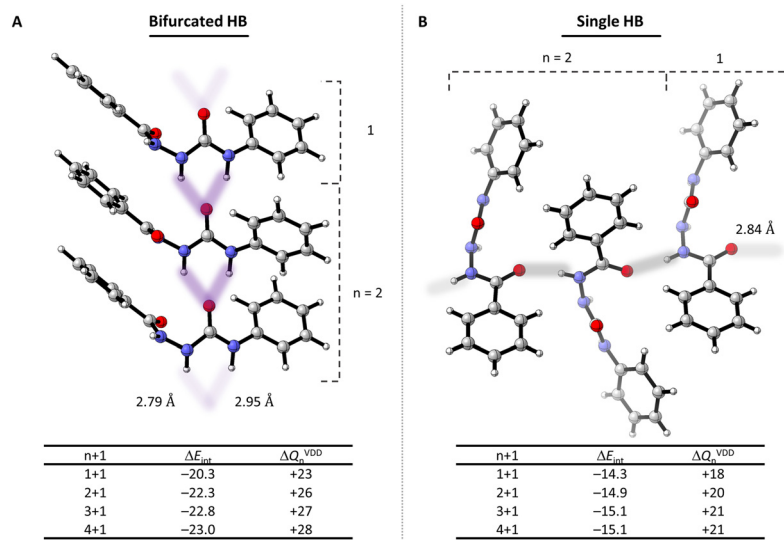 A
Bifurcated HB
1
n = 2
2.79 Å
2.95 Å
n+1 ΔEint ΔQnVDD
1+1 –20.3 +23
2+1 –22.3 +26
3+1 –22.8 +27
4+1 –23.0 +28
B
Single HB
n = 2
1
2.84 Å
n+1 ΔEint ΔQnVDD
1+1 –14.3 +18
2+1 –14.9 +20
3+1 –15.1 +21
4+1 –15.1 +21